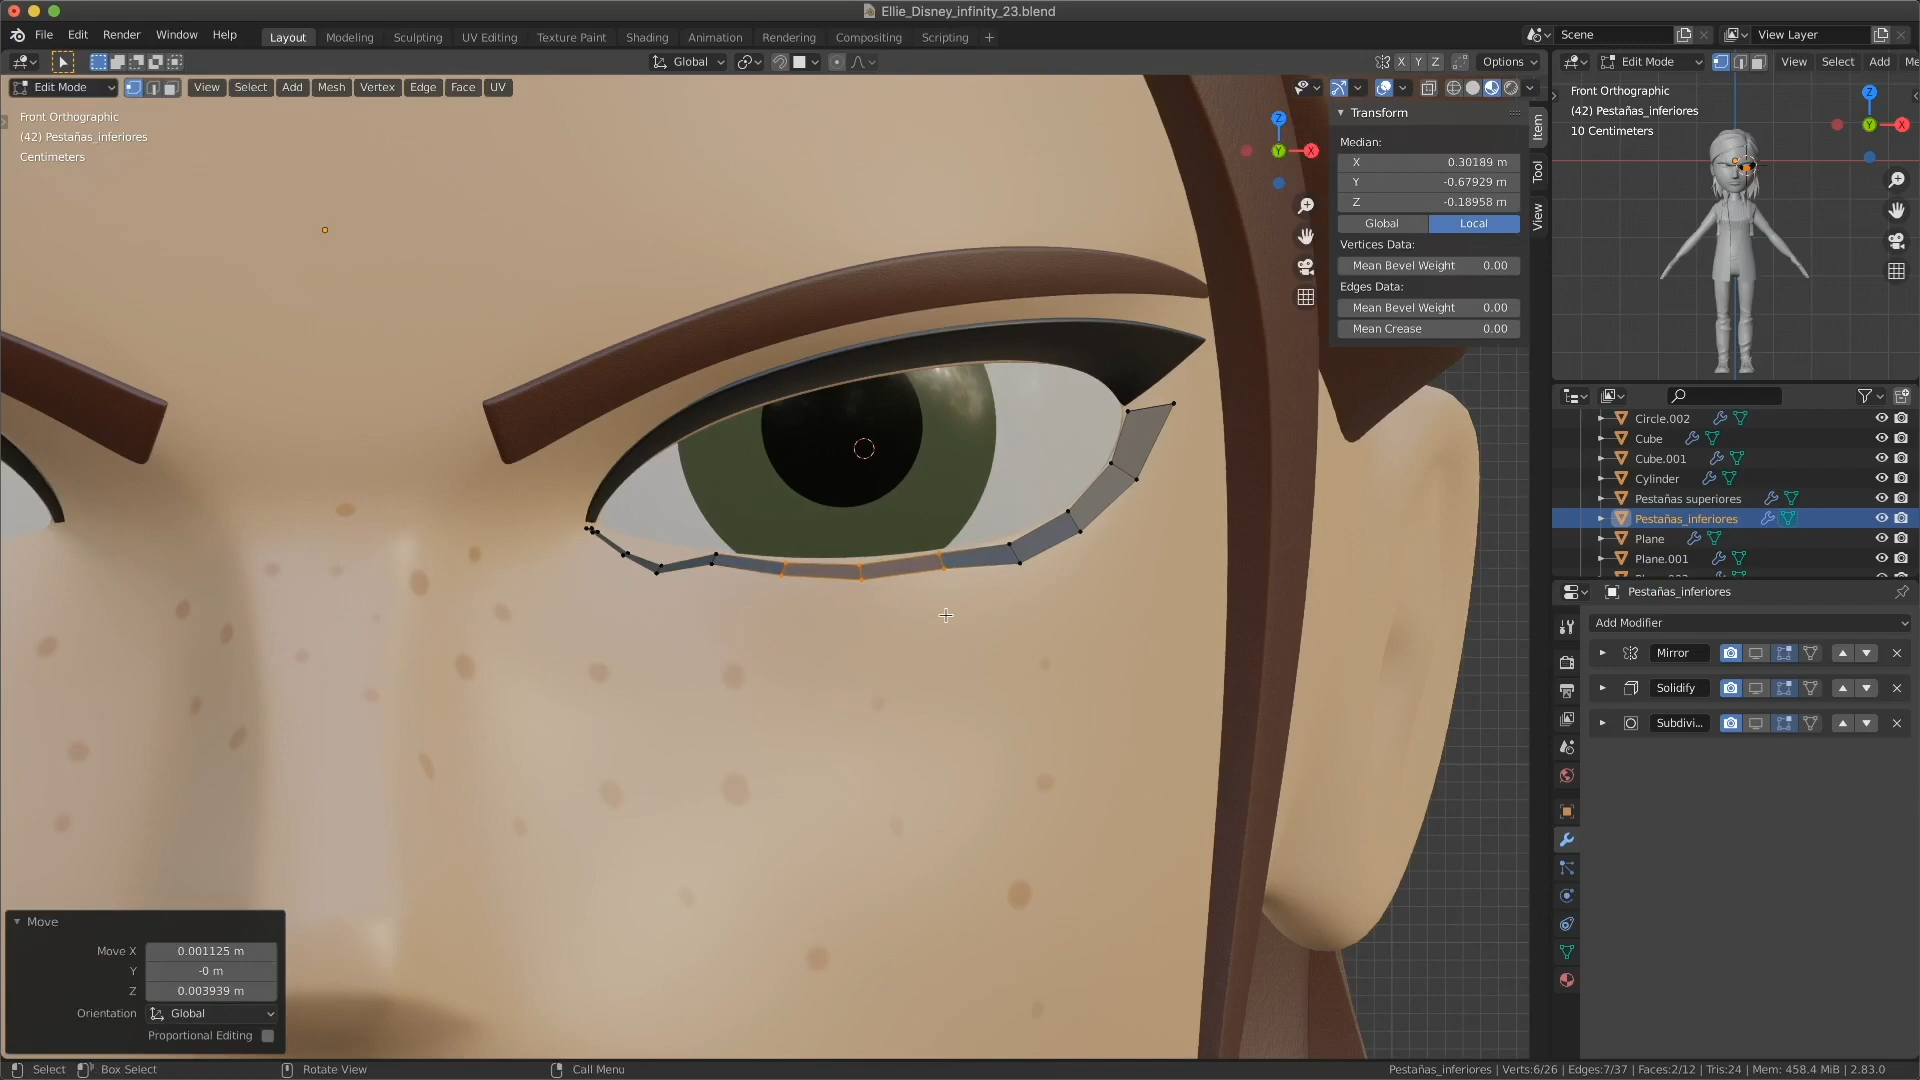 Ellie_Disney_infinity_23.blend
File Edit Render Window Help
Layout Modeling Sculpting UV Editing Texture Paint Shading Animation Rendering Compositing Scripting
Scene
View Layer
Global
X Y Z
Options
Edit Mode
View Select Add Mesh Vertex Edge Face UV
Front Orthographic
(42) Pestañas_inferiores
Centimeters
Z
Y
X
Transform
Median:
X 0.30189 m
Y -0.67929 m
Z -0.18958 m
Global Local
Vertices Data:
Mean Bevel Weight 0.00
Edges Data:
Mean Bevel Weight 0.00
Mean Crease 0.00
Item
Tool
View
Edit Mode View Select Add Me
Front Orthographic
(42) Pestañas_inferiores
10 Centimeters
Z
Y
X
Circle.002
Cube
Cube.001
Cylinder
Pestañas superiores
Pestañas_inferiores
Plane
Plane.001
Pestañas_inferiores
Add Modifier
Mirror
Solidify
Subdivi...
Move
Move X 0.001125 m
Y -0 m
Z 0.003939 m
Orientation Global
Proportional Editing
Select Box Select Rotate View Call Menu
Pestañas_inferiores | Verts:6/26 | Edges:7/37 | Faces:2/12 | Tris:24 | Mem: 458.4 MiB | 2.83.0